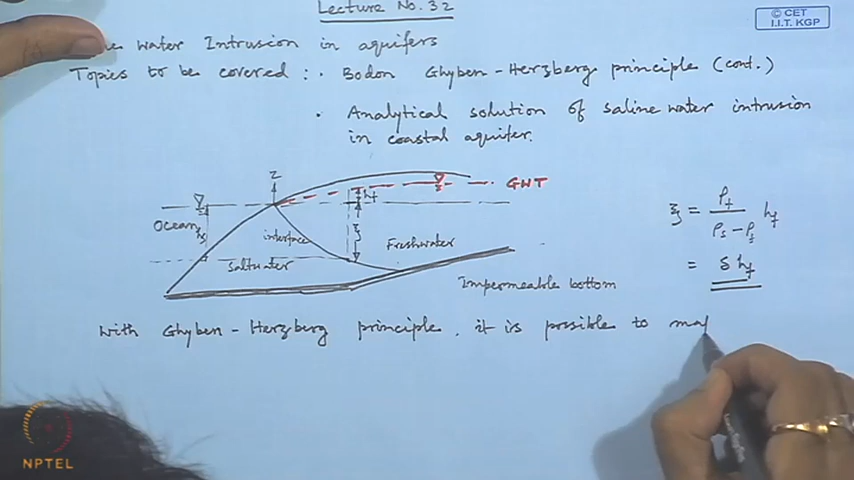 Lecture No. 32
© CET
I.I.T. KGP
water Intrusion in aquifers
Topics to be covered : · Bodon Ghyben-Herzberg principle (cont.)
· Analytical solution of saline water intrusion
in coastal aquifer.
z
GWT
hf
Ocean
hs
ξ
interface
Freshwater
Saltwater
Impermeable bottom
ξ = ρf / (ρs - ρf) hf
= δ hf
With Ghyben-Herzberg principle, it is possible to
NPTEL